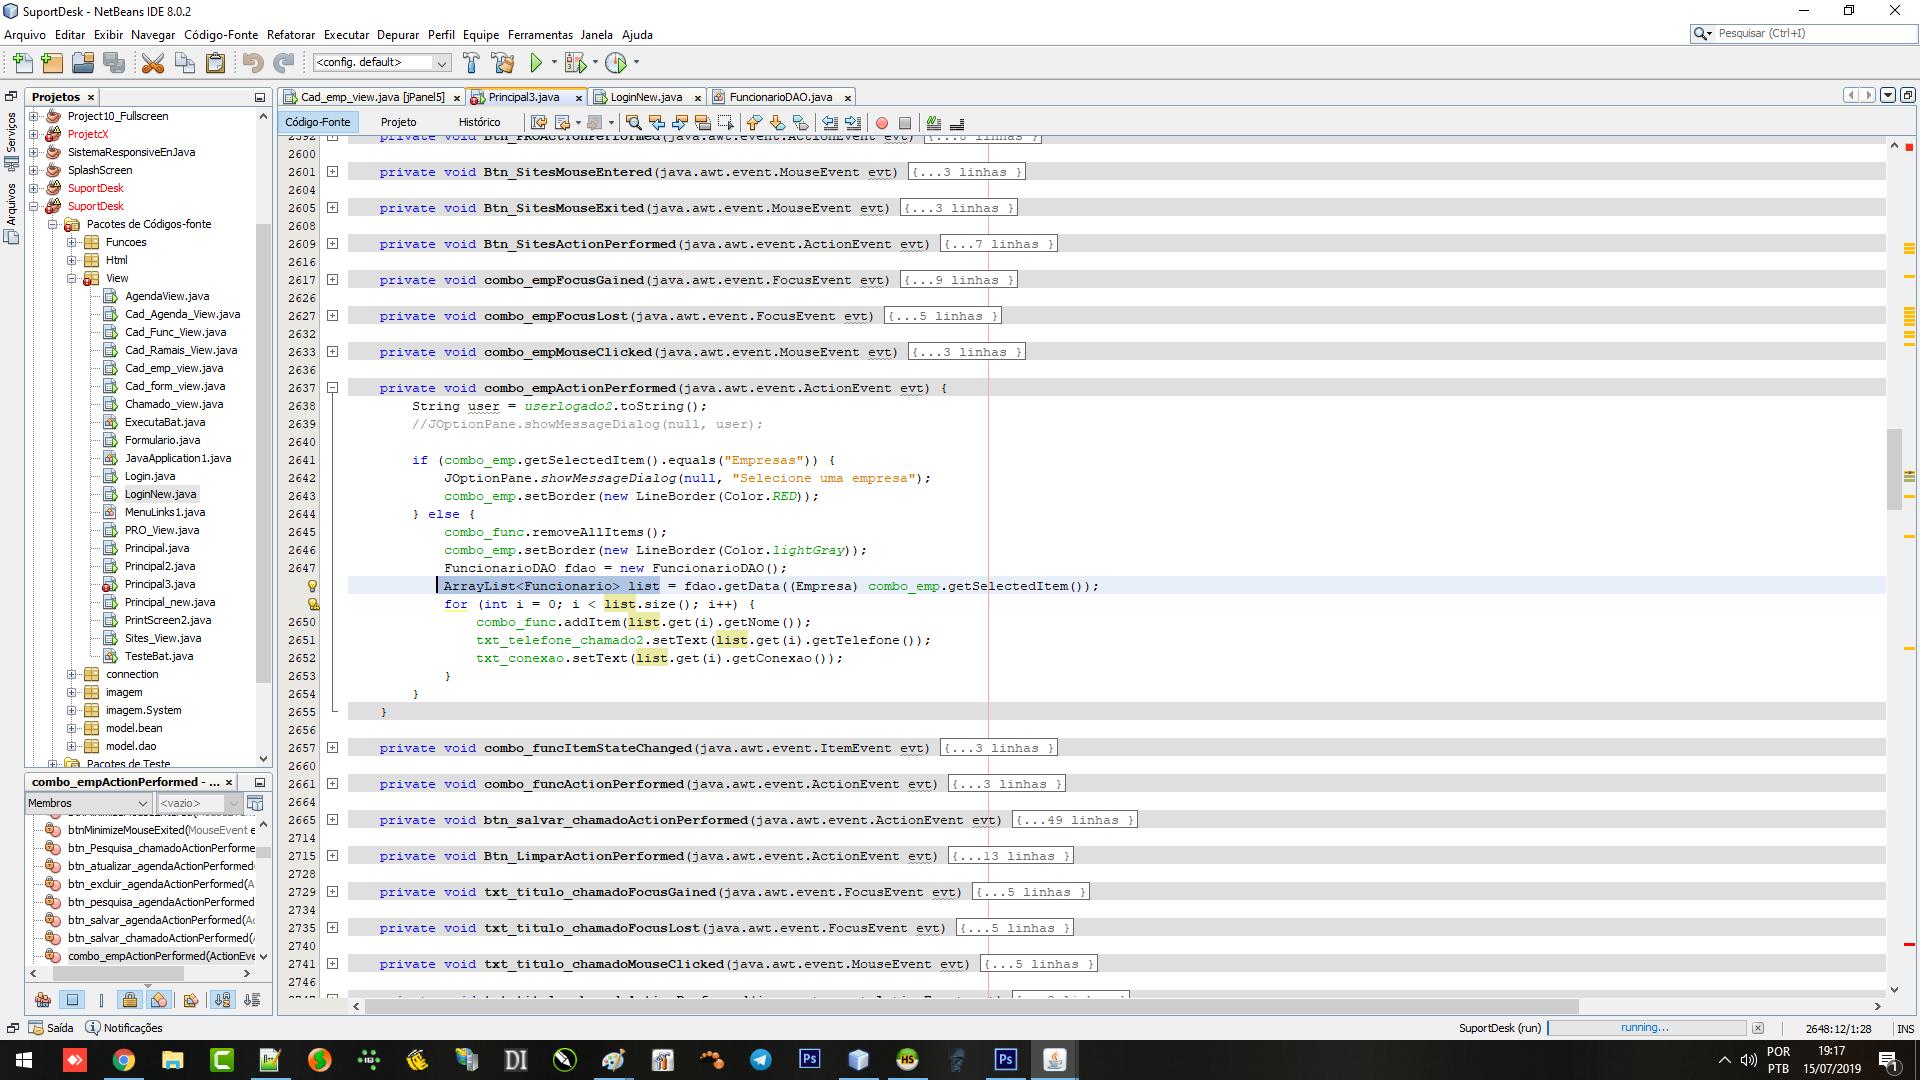 SuportDesk - NetBeans IDE 8.0.2
Arquivo Editar Exibir Navegar Código-Fonte Refatorar Executar Depurar Perfil Equipe Ferramentas Janela Ajuda
Pesquisar (Ctrl+I)
<config. default>
Serviços
Arquivos
Projetos
Project10_Fullscreen
ProjetcX
SistemaResponsiveEnJava
SplashScreen
SuportDesk
SuportDesk
Pacotes de Códigos-fonte
Funcoes
Html
View
AgendaView.java
Cad_Agenda_View.java
Cad_Func_View.java
Cad_Ramais_View.java
Cad_emp_view.java
Cad_form_view.java
Chamado_view.java
ExecutaBat.java
Formulario.java
JavaApplication1.java
Login.java
LoginNew.java
MenuLinks1.java
PRO_View.java
Principal.java
Principal2.java
Principal3.java
Principal_new.java
PrintScreen2.java
Sites_View.java
TesteBat.java
connection
imagem
imagem.System
model.bean
model.dao
Pacotes de Teste
combo_empActionPerformed - ...
Membros <vazio>
btnMinimizeMouseExited(MouseEvent e
btn_Pesquisa_chamadoActionPerforme
btn_atualizar_agendaActionPerformed
btn_excluir_agendaActionPerformed(A
btn_pesquisa_agendaActionPerformed
btn_salvar_agendaActionPerformed(Ac
btn_salvar_chamadoActionPerformed(
combo_empActionPerformed(ActionEve
Cad_emp_view.java [jPanel5] Principal3.java LoginNew.java FuncionarioDAO.java
Código-Fonte Projeto Histórico
2592 private void Btn_PROActionPerformed(java.awt.event.ActionEvent evt)
2600
2601 private void Btn_SitesMouseEntered(java.awt.event.MouseEvent evt) {...3 linhas }
2604
2605 private void Btn_SitesMouseExited(java.awt.event.MouseEvent evt) {...3 linhas }
2608
2609 private void Btn_SitesActionPerformed(java.awt.event.ActionEvent evt) {...7 linhas }
2616
2617 private void combo_empFocusGained(java.awt.event.FocusEvent evt) {...9 linhas }
2626
2627 private void combo_empFocusLost(java.awt.event.FocusEvent evt) {...5 linhas }
2632
2633 private void combo_empMouseClicked(java.awt.event.MouseEvent evt) {...3 linhas }
2636
2637 private void combo_empActionPerformed(java.awt.event.ActionEvent evt) {
2638 String user = userlogado2.toString();
2639 //JOptionPane.showMessageDialog(null, user);
2640
2641 if (combo_emp.getSelectedItem().equals("Empresas")) {
2642 JOptionPane.showMessageDialog(null, "Selecione uma empresa");
2643 combo_emp.setBorder(new LineBorder(Color.RED));
2644 } else {
2645 combo_func.removeAllItems();
2646 combo_emp.setBorder(new LineBorder(Color.lightGray));
2647 FuncionarioDAO fdao = new FuncionarioDAO();
ArrayList<Funcionario> list = fdao.getData((Empresa) combo_emp.getSelectedItem());
for (int i = 0; i < list.size(); i++) {
2650 combo_func.addItem(list.get(i).getNome());
2651 txt_telefone_chamado2.setText(list.get(i).getTelefone());
2652 txt_conexao.setText(list.get(i).getConexao());
2653 }
2654 }
2655 }
2656
2657 private void combo_funcItemStateChanged(java.awt.event.ItemEvent evt) {...3 linhas }
2660
2661 private void combo_funcActionPerformed(java.awt.event.ActionEvent evt) {...3 linhas }
2664
2665 private void btn_salvar_chamadoActionPerformed(java.awt.event.ActionEvent evt) {...49 linhas }
2714
2715 private void Btn_LimparActionPerformed(java.awt.event.ActionEvent evt) {...13 linhas }
2728
2729 private void txt_titulo_chamadoFocusGained(java.awt.event.FocusEvent evt) {...5 linhas }
2734
2735 private void txt_titulo_chamadoFocusLost(java.awt.event.FocusEvent evt) {...5 linhas }
2740
2741 private void txt_titulo_chamadoMouseClicked(java.awt.event.MouseEvent evt) {...5 linhas }
2746
Saída Notificações
SuportDesk (run) running... 2648:12/1:28 INS
DI Ps HS Ps
POR
PTB
19:17
15/07/2019
1